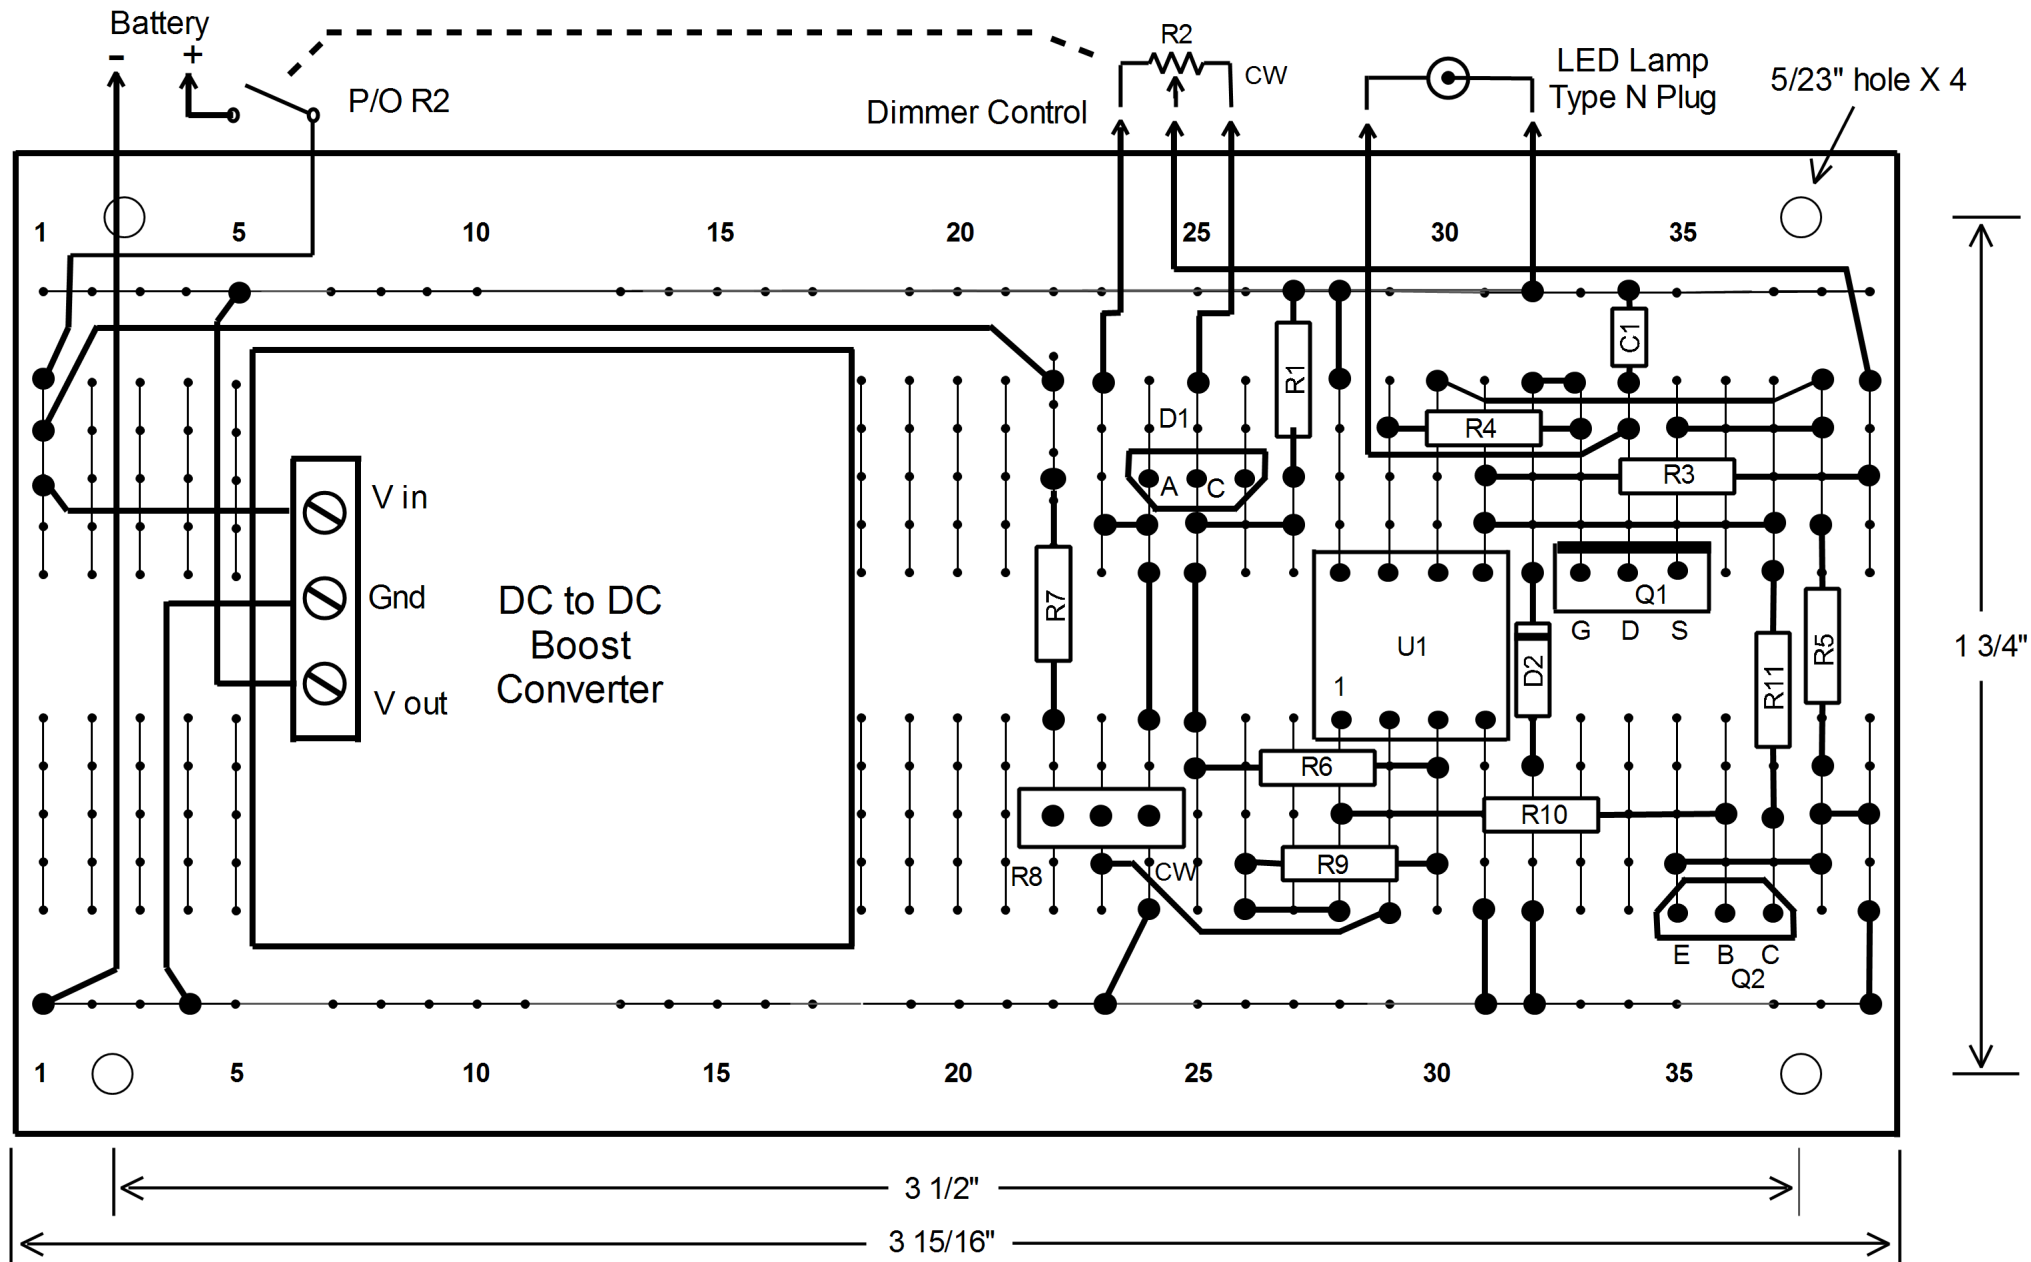 Battery
- +
P/O R2
R2
CW
Dimmer Control
LED Lamp
Type N Plug
5/23" hole X 4
1 5 10 15 20 25 30 35
C1
R1
D1
R4
A C
R3
V in
Gnd
V out
DC to DC
Boost
Converter
R7
U1
1
Q1
G D S
D2
R5
R11
1 3/4"
R6
R10
R8
CW
R9
E B C
Q2
1 5 10 15 20 25 30 35
3 1/2"
3 15/16"